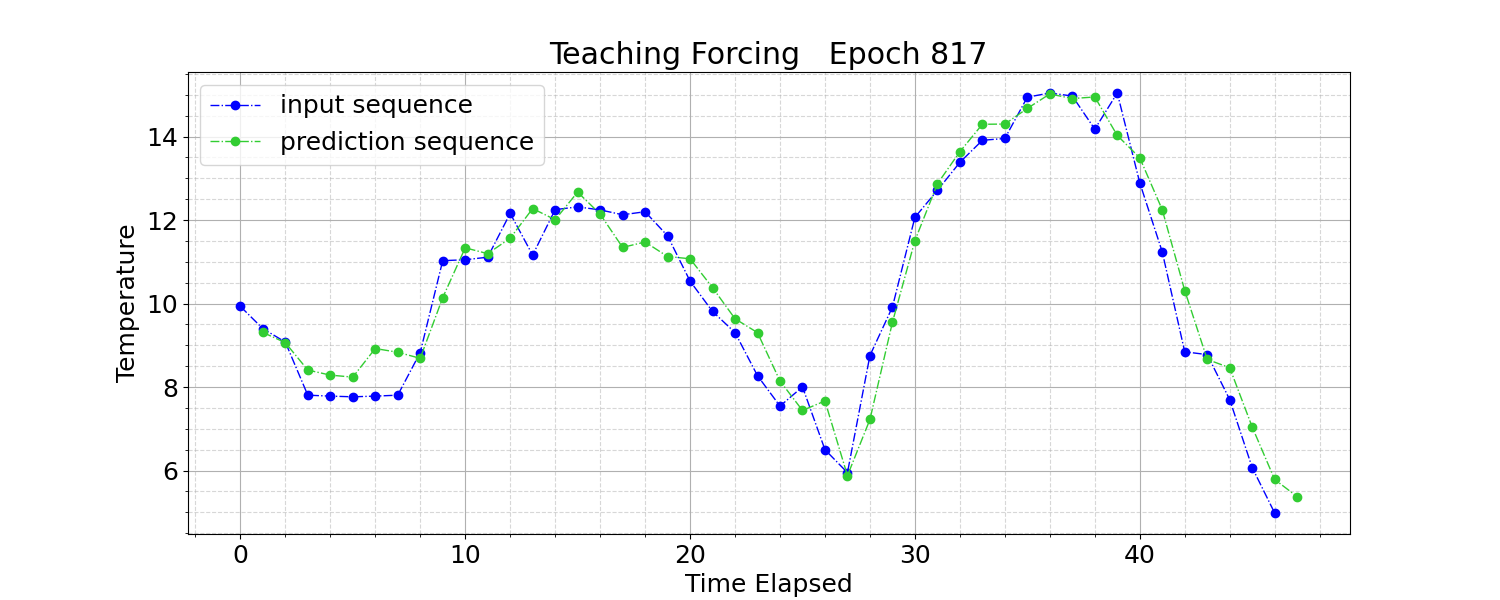 Teaching Forcing   Epoch 817
input sequence
prediction sequence
Temperature
14
12
10
8
6
0
10
20
30
40
Time Elapsed